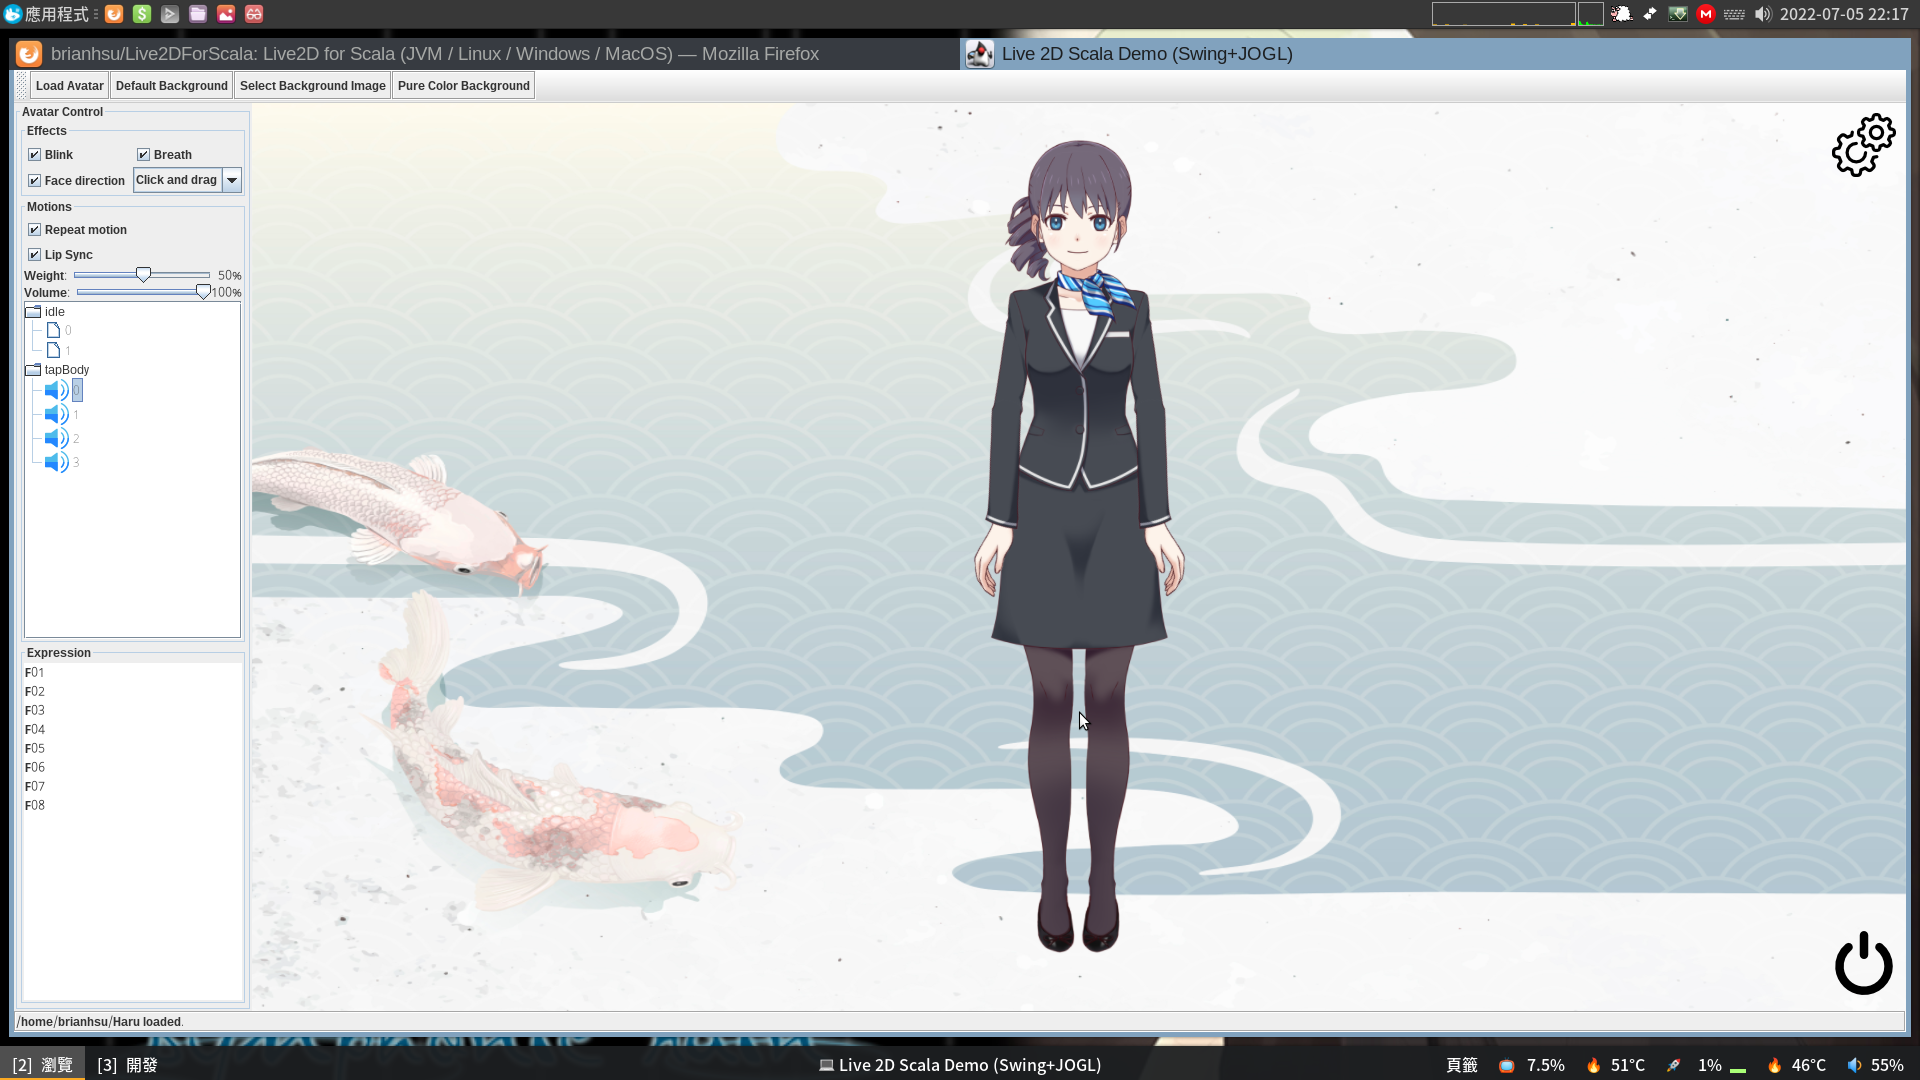 應用程式
2022-07-05 22:17
brianhsu/Live2DForScala: Live2D for Scala (JVM / Linux / Windows / MacOS) — Mozilla Firefox
Live 2D Scala Demo (Swing+JOGL)
Load Avatar
Default Background
Select Background Image
Pure Color Background
Avatar Control
Effects
Blink
Breath
Face direction
Click and drag
Motions
Repeat motion
Lip Sync
Weight: 50%
Volume: 100%
idle
0
1
tapBody
0
1
2
3
Expression
F01
F02
F03
F04
F05
F06
F07
F08
/home/brianhsu/Haru loaded.
[2] 瀏覽
[3] 開發
Live 2D Scala Demo (Swing+JOGL)
頁籤
7.5%
51°C
1%
46°C
55%